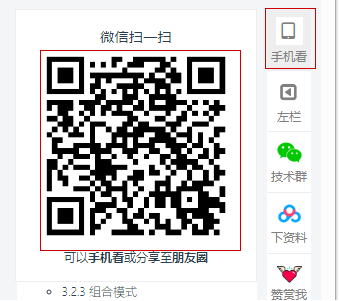 微信扫一扫
可以手机看或分享至朋友圆
3.2.3 组合模式
手机看
左栏
技术群
下资料
赞赏我